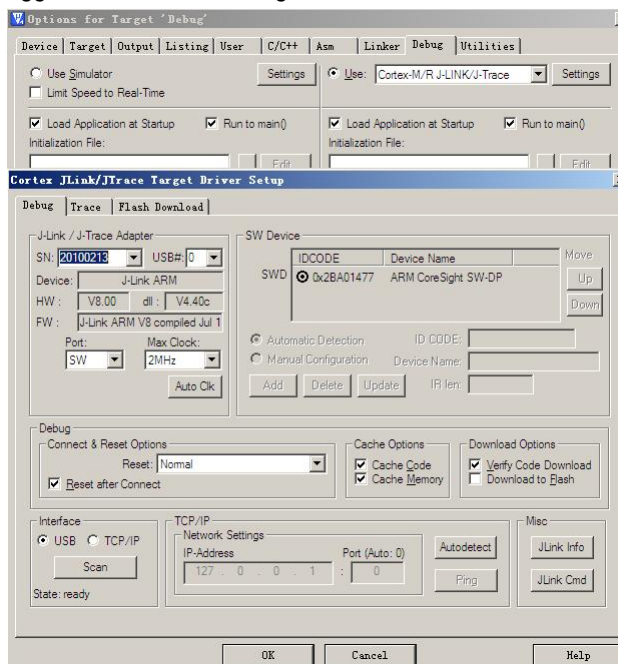 Options for Target 'Debug'
Device Target Output Listing User C/C++ Asm Linker Debug Utilities
Use Simulator Settings Use: Cortex-M/R J-LINK/J-Trace Settings
Limit Speed to Real-Time
Load Application at Startup Run to main() Load Application at Startup Run to main()
Initialization File: Initialization File:
Edit Edit
Cortex JLink/JTrace Target Driver Setup
Debug Trace Flash Download
J-Link / J-Trace Adapter SW Device
SN: 20100213 USB#: 0 IDCODE Device Name Move
Device: J-Link ARM SWD 0x2BA01477 ARM CoreSight SW-DP Up
HW : V8.00 dll : V4.40c Down
FW : J-Link ARM V8 compiled Jul 1
Port: Max Clock: Automatic Detection ID CODE:
SW 2MHz Manual Configuration Device Name:
Auto Clk Add Delete Update IR len:
Debug
Connect & Reset Options Cache Options Download Options
Reset: Normal Cache Code Verify Code Download
Reset after Connect Cache Memory Download to Flash
Interface TCP/IP Misc
USB TCP/IP Network Settings
IP-Address Port (Auto: 0) Autodetect JLink Info
Scan 127 . 0 . 0 . 1 : 0 Ping JLink Cmd
State: ready
OK Cancel Help